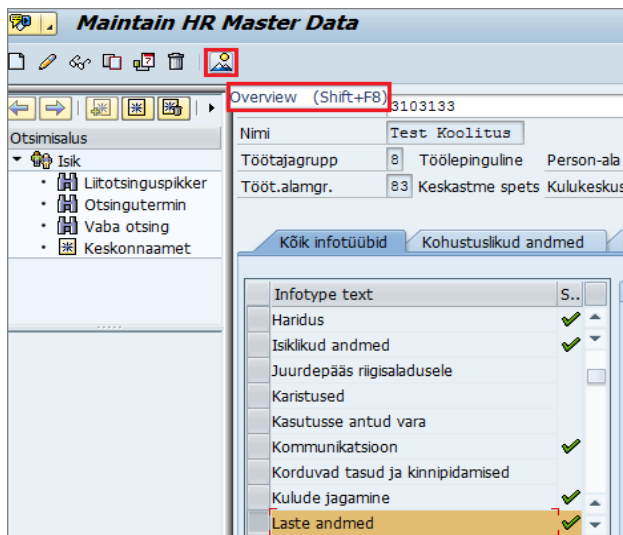 Maintain HR Master Data
Overview (Shift+F8)
3103133
Otsimisalus
Isik
Liitotsinguspikker
Otsingutermin
Vaba otsing
Keskonnaamet
Nimi Test Koolitus
Töötajagrupp 8 Töölepinguline Person-ala
Tööt.alamgr. 83 Keskastme spets Kulukeskus
Kõik infotüübid Kohustuslikud andmed
Infotype text S..
Haridus
Isiklikud andmed
Juurdepääs riigisaladusele
Karistused
Kasutusse antud vara
Kommunikatsioon
Korduvad tasud ja kinnipidamised
Kulude jagamine
Laste andmed